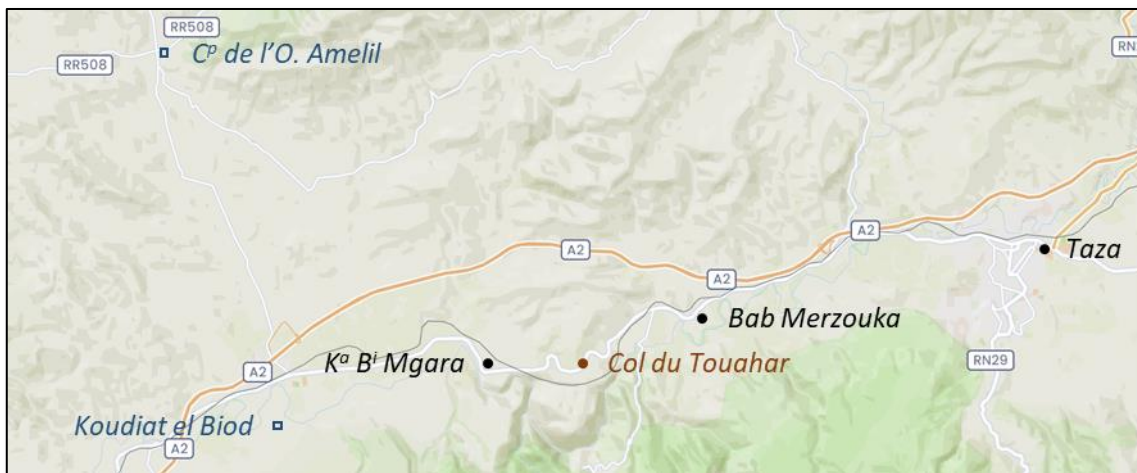 RR508
RR508
Cᵖ de l’O. Amelil
RN2
A2
A2
A2
Taza
Bab Merzouka
Kᵃ Bⁱ Mgara
Col du Touahar
RN29
A2
Koudiat el Biod
A2